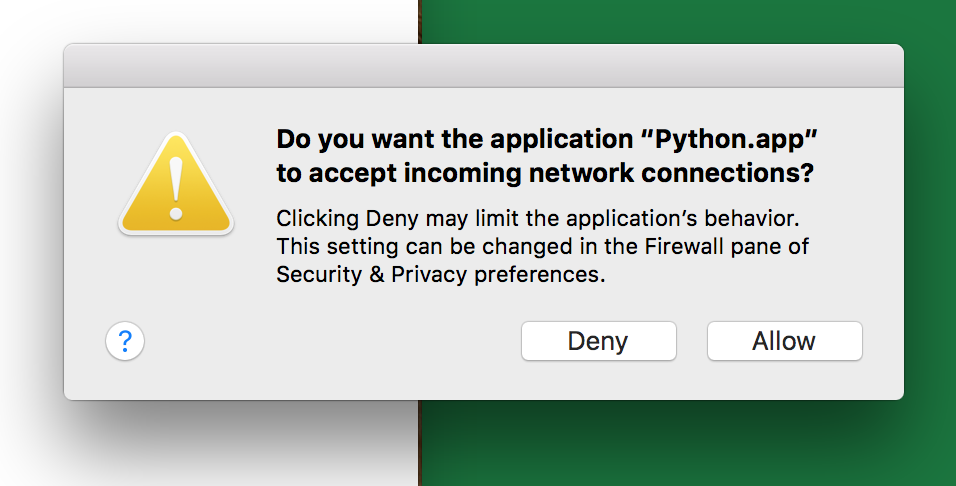 Do you want the application “Python.app”
to accept incoming network connections?
Clicking Deny may limit the application’s behavior.
This setting can be changed in the Firewall pane of
Security & Privacy preferences.
?
Deny
Allow